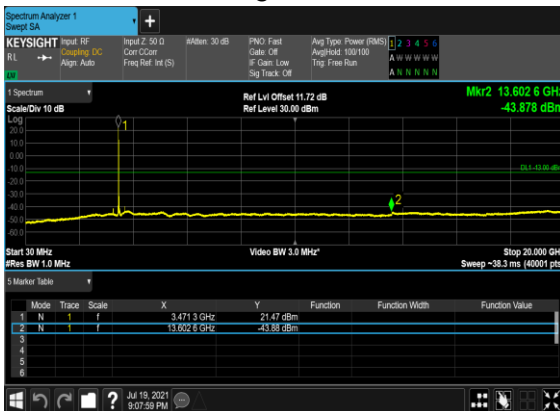 Spectrum Analyzer 1
Swept SA
KEYSIGHT Input: RF Input Z: 50 Ω #Atten: 30 dB PNO: Fast Avg Type: Power (RMS) 1 2 3 4 5 6
RL Coupling: DC Corr CCorr Gate: Off Avg|Hold: 100/100 A W W W W W
Align: Auto Freq Ref: Int (S) IF Gain: Low Trig: Free Run
LV Sig Track: Off A N N N N N
1 Spectrum Ref Lvl Offset 11.72 dB Mkr2 13.602 6 GHz
Scale/Div 10 dB Ref Level 30.00 dBm -43.878 dBm
Log
20.0 1
10.0
0.00
-10.0 DL1 -13.00 dBm
-20.0
-30.0
-40.0 2
-50.0
-60.0
Start 30 MHz Video BW 3.0 MHz* Stop 20.000 GH
#Res BW 1.0 MHz Sweep ~38.3 ms (40001 pts
5 Marker Table
Mode Trace Scale X Y Function Function Width Function Value
1 N 1 f 3.471 3 GHz 21.47 dBm
2 N 1 f 13.602 6 GHz -43.88 dBm
3
4
5
6
? Jul 19, 2021
9:07:59 PM